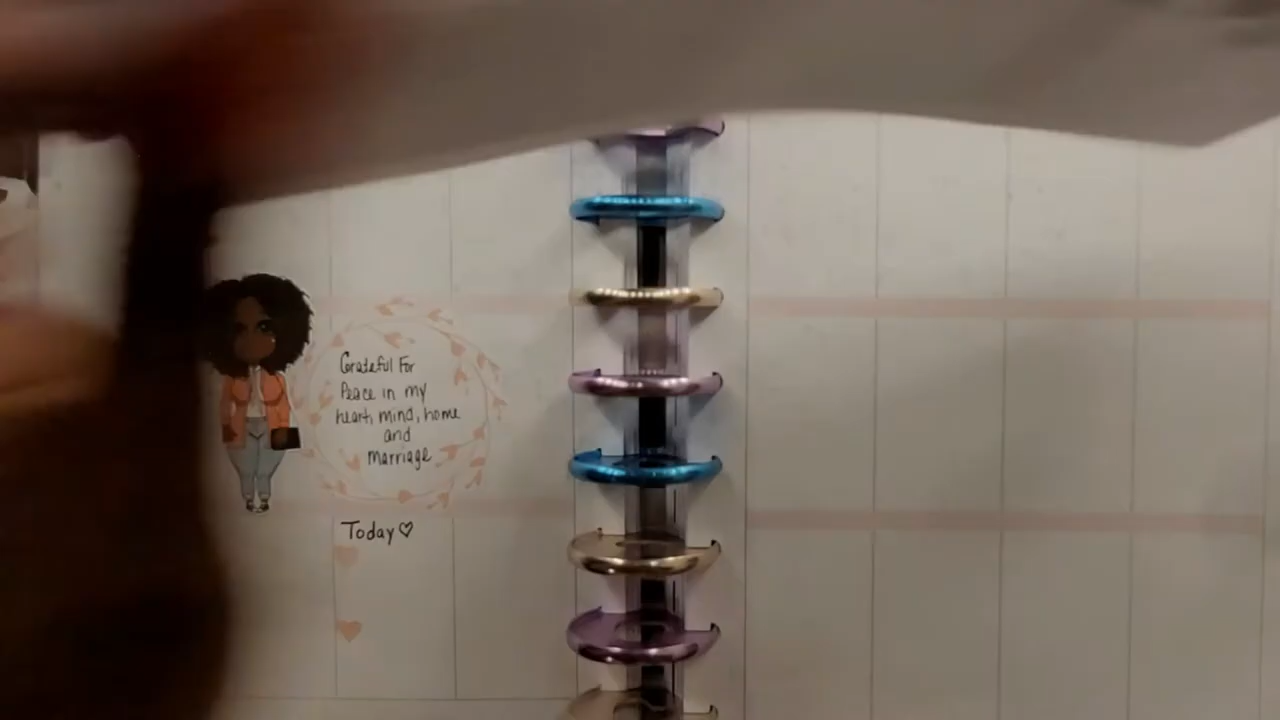 Grateful For
Peace in my
heart, mind, home
and
marriage
Today♡